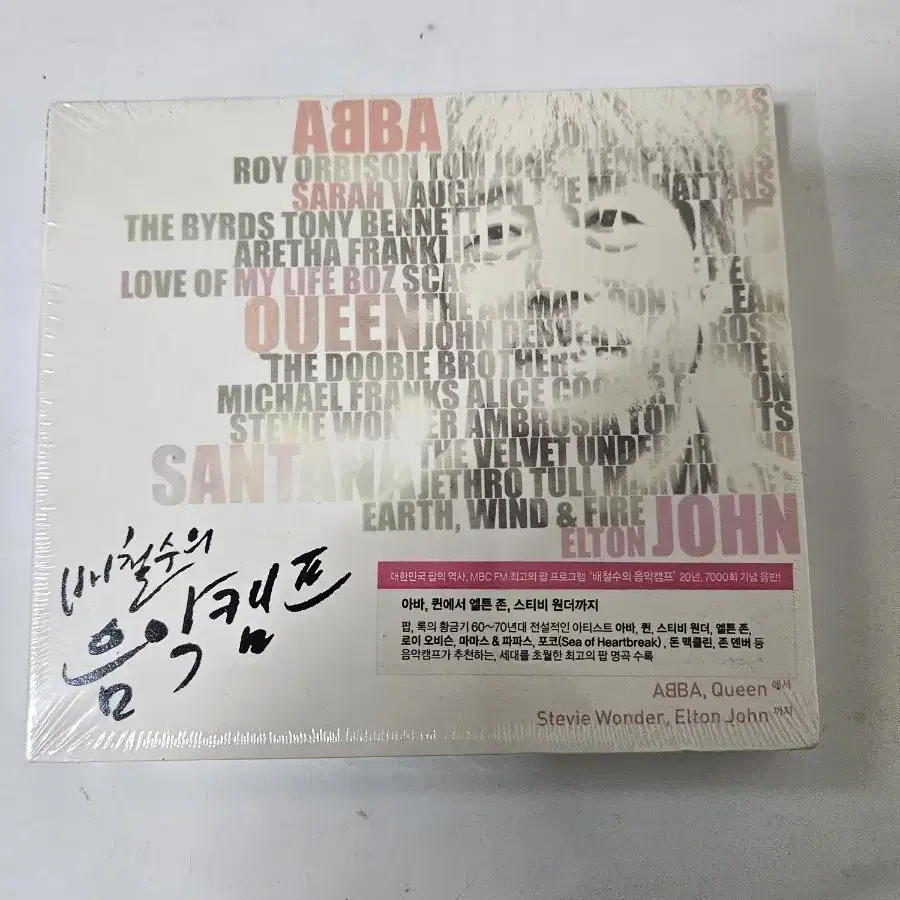 ABBA
ROY ORBISON TOM JONES TEMPTATIONS
SARAH VAUGHAN THE MANHATTANS
THE BYRDS TONY BENNETT
ARETHA FRANKLIN
LOVE OF MY LIFE BOZ SCA
QUEEN THE ANIMALS DON LEAN
JOHN DENVER ROSS
THE DOOBIE BROTHERS ERIC CARMEN
MICHAEL FRANKS ALICE COOPER
STEVIE WONDER AMBROSIA TOM WAITS
SANTANA THE VELVET UNDERGROUND
JETHRO TULL MARVIN
EARTH, WIND & FIRE
ELTON JOHN
배철수의
음악캠프
대한민국 팝의 역사, MBC FM 최고의 팝 프로그램 "배철수의 음악캠프" 20년, 7000회 기념 음반!
아바, 퀸에서 엘튼 존, 스티비 원더까지
팝, 록의 황금기 60~70년대 전설적인 아티스트 아바, 퀸, 스티비 원더, 엘튼 존,
로이 오비슨, 마마스 & 파파스, 포코(Sea of Heartbreak), 돈 맥클린, 존 덴버 등
음악캠프가 추천하는, 세대를 초월한 최고의 팝 명곡 수록
ABBA, Queen 에서
Stevie Wonder, Elton John 까지